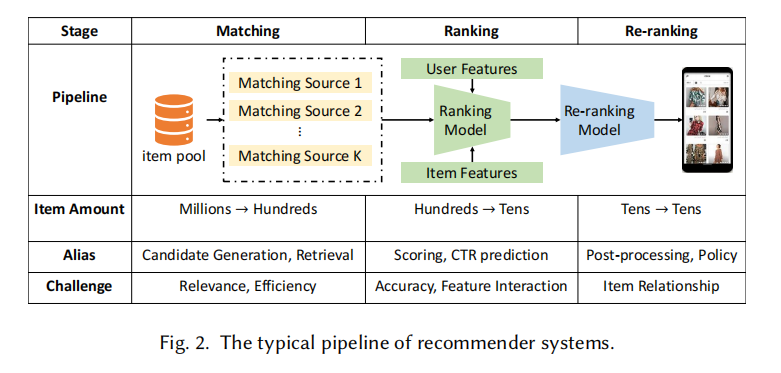 Stage Matching Ranking Re-ranking
Pipeline
item pool
Matching Source 1
Matching Source 2
⋮
Matching Source K
User Features
Ranking
Model
Item Features
Re-ranking
Model
Item Amount Millions → Hundreds Hundreds → Tens Tens → Tens
Alias Candidate Generation, Retrieval Scoring, CTR prediction Post-processing, Policy
Challenge Relevance, Efficiency Accuracy, Feature Interaction Item Relationship
Fig. 2. The typical pipeline of recommender systems.